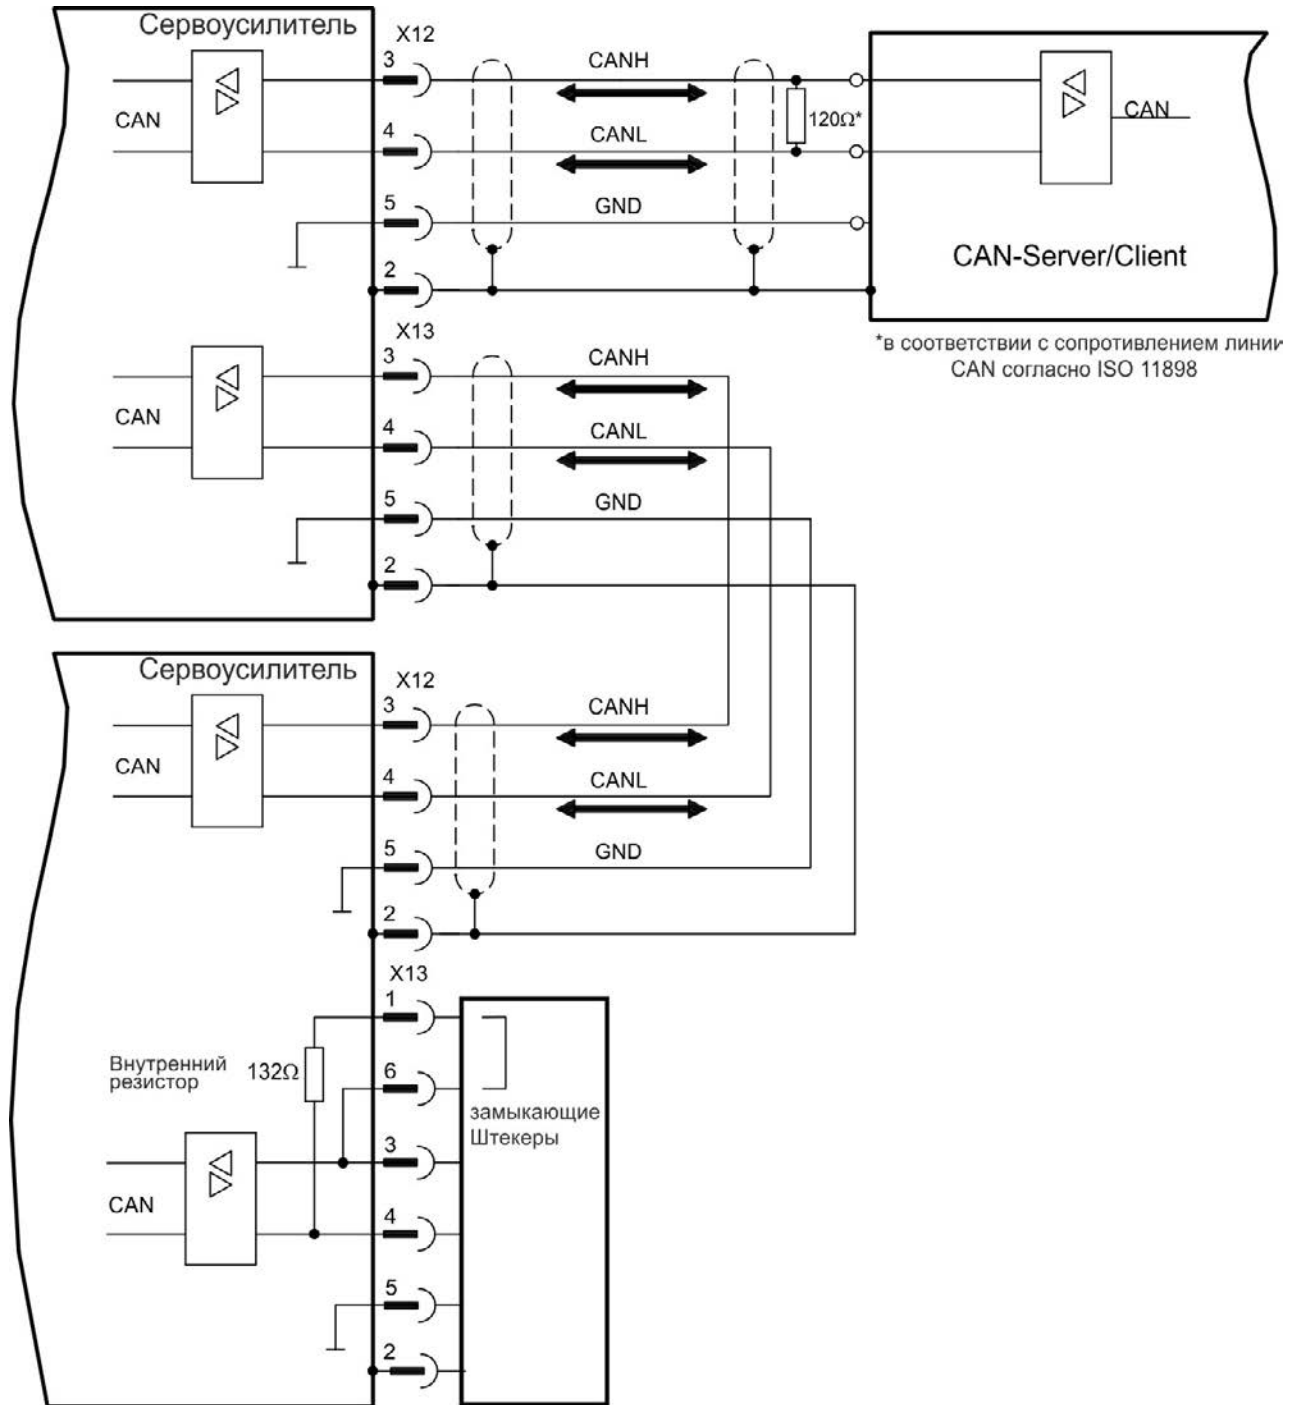 Сервоусилитель
X12
3
CANH
CAN
4
CANL
120Ω*
CAN
5
GND
2
CAN-Server/Client
*в соответствии с сопротивлением линии
CAN согласно ISO 11898
X13
3
CANH
CAN
4
CANL
5
GND
2
Сервоусилитель
X12
3
CANH
CAN
4
CANL
5
GND
2
X13
1
Внутренний
резистор
132Ω
6
замыкающие
Штекеры
3
CAN
4
5
2